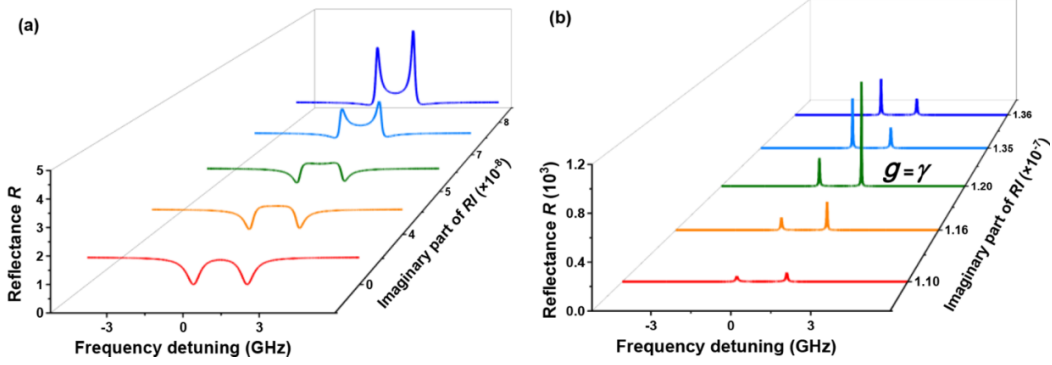 (a)
Reflectance R
5
4
3
2
1
0
-3
0
3
Frequency detuning (GHz)
0
4
5
7
8
Imaginary part of RI (×10⁻⁸)
(b)
Reflectance R (10³)
1.2
0.8
0.4
0.0
-3
0
3
Frequency detuning (GHz)
1.10
1.16
1.20
1.35
1.36
Imaginary part of RI (×10⁻⁷)
g=γ